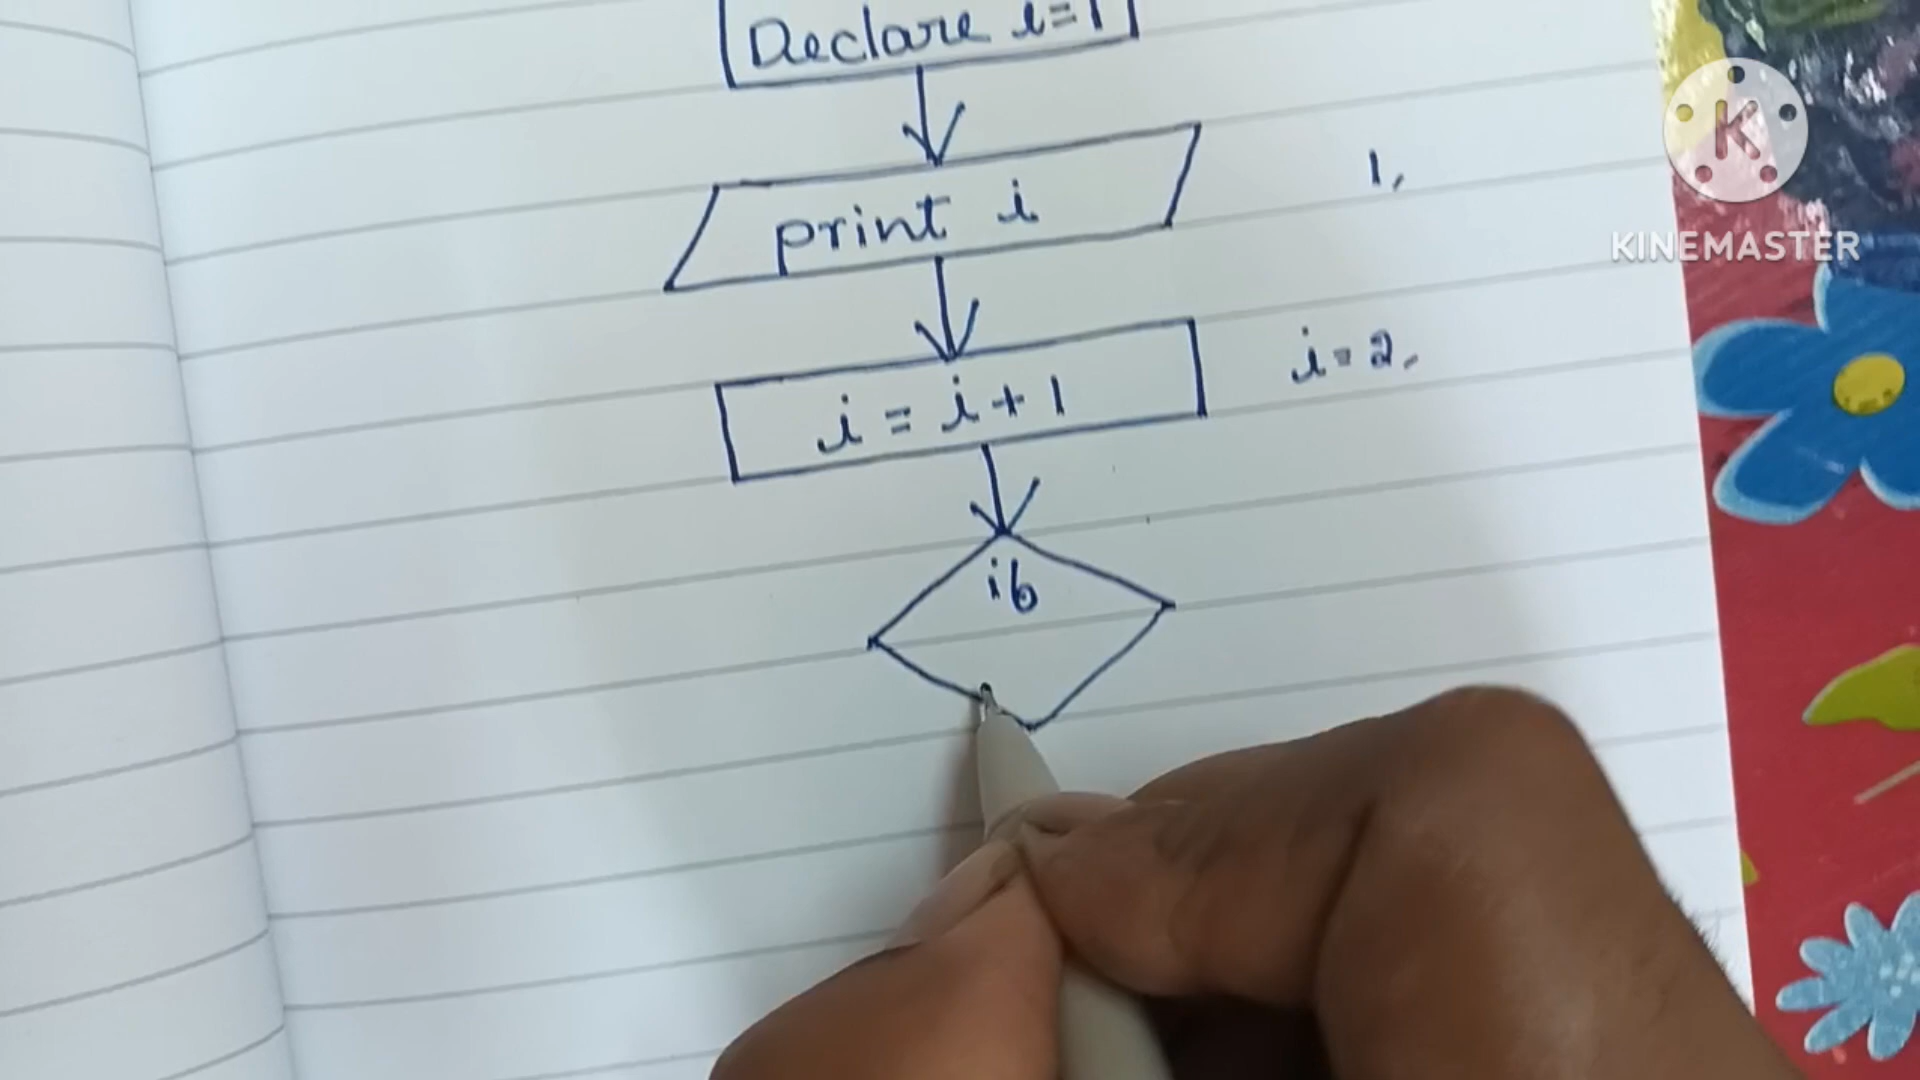 Declare i=1
print i
1,
i = i + 1
i = 2,
if
K
KINEMASTER